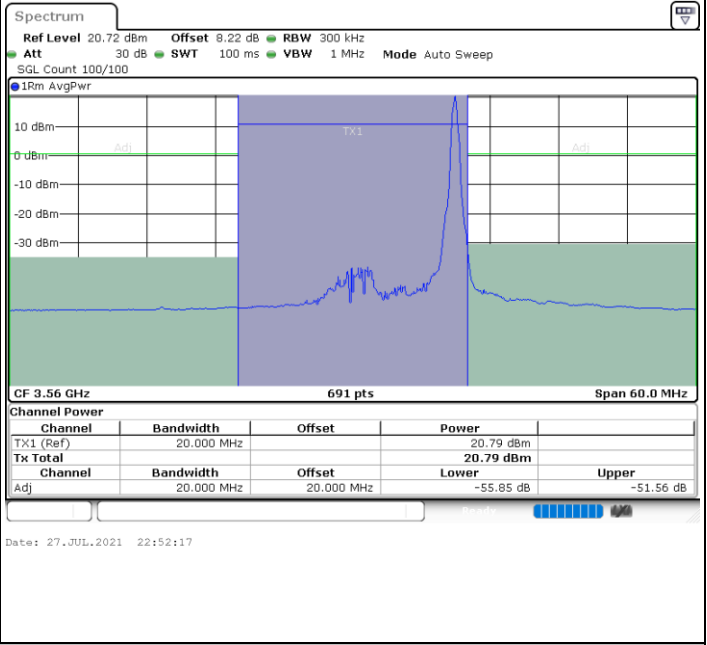 Spectrum
Ref Level 20.72 dBm Offset 8.22 dB RBW 300 kHz
Att 30 dB SWT 100 ms VBW 1 MHz Mode Auto Sweep
SGL Count 100/100
1Rm AvgPwr
10 dBm
TX1
Adj
Adj
0 dBm
-10 dBm
-20 dBm
-30 dBm
CF 3.56 GHz 691 pts Span 60.0 MHz
Channel Power
Channel Bandwidth Offset Power
TX1 (Ref) 20.000 MHz 20.79 dBm
Tx Total 20.79 dBm
Channel Bandwidth Offset Lower Upper
Adj 20.000 MHz 20.000 MHz -55.85 dB -51.56 dB
Ready
Date: 27.JUL.2021 22:52:17